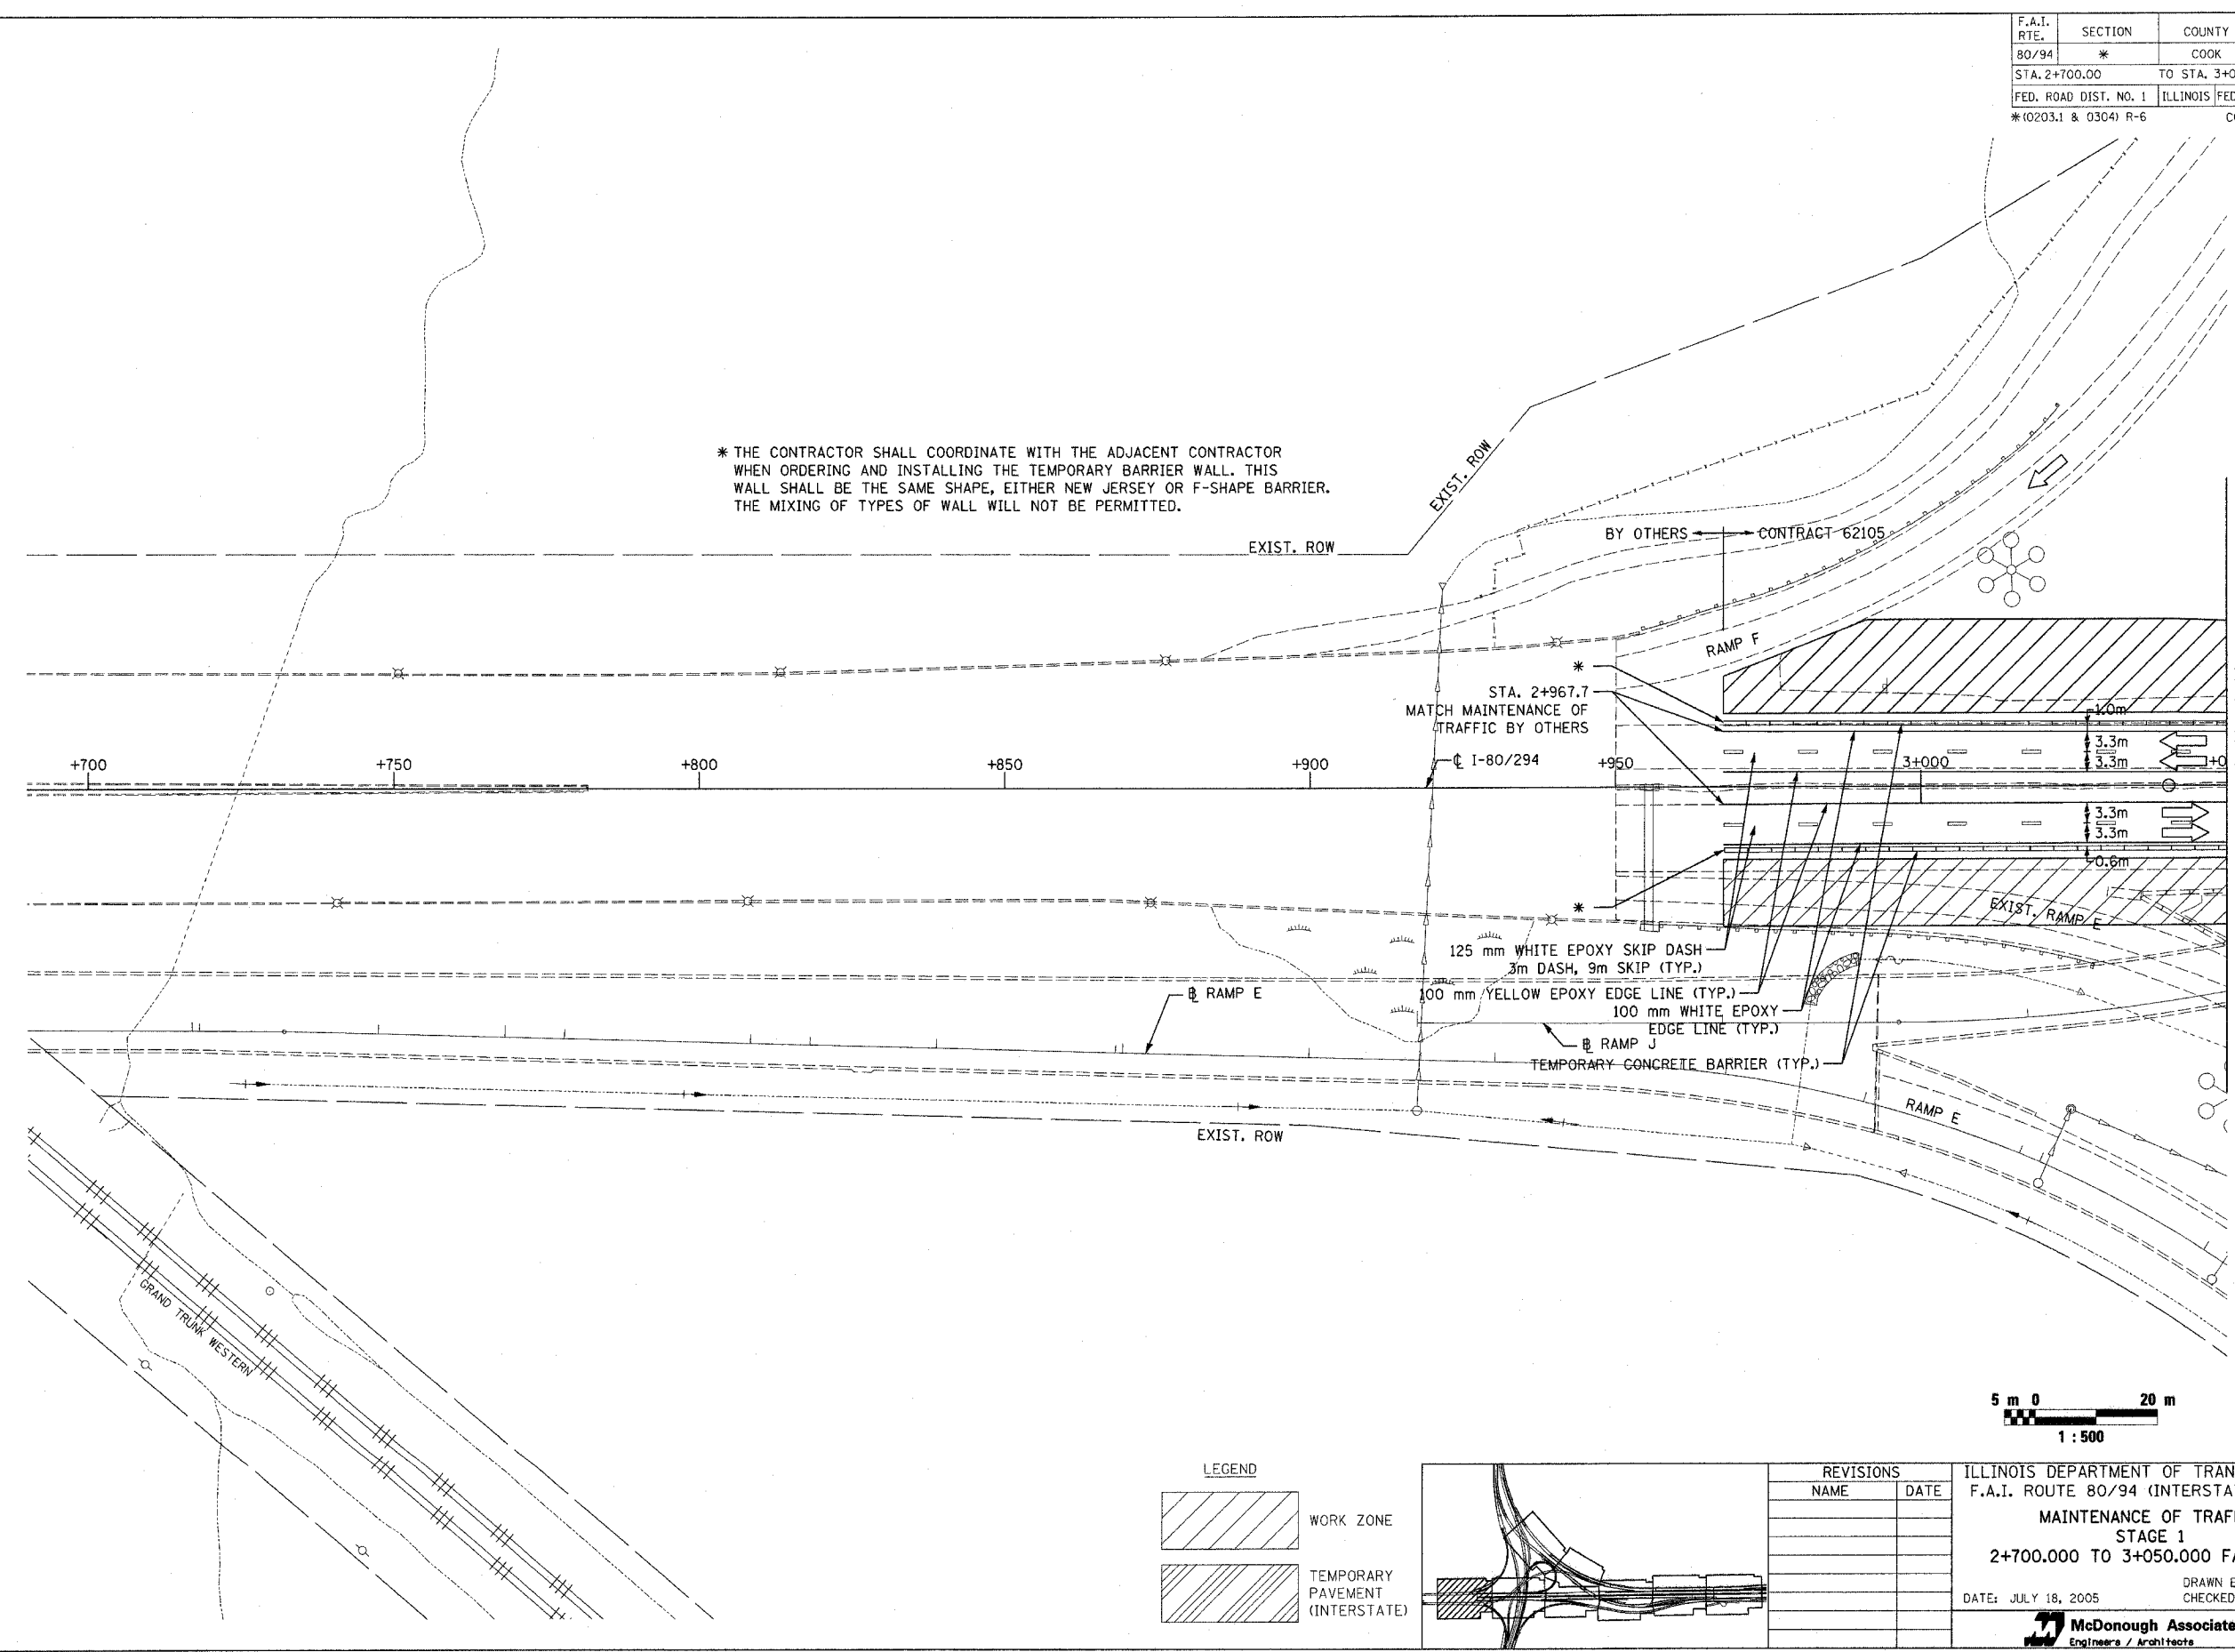 F.A.I. RTE. SECTION COUNTY
80/94 * COOK
STA. 2+700.00 TO STA. 3+0
FED. ROAD DIST. NO. 1 ILLINOIS FED
*(0203.1 & 0304) R-6
* THE CONTRACTOR SHALL COORDINATE WITH THE ADJACENT CONTRACTOR
WHEN ORDERING AND INSTALLING THE TEMPORARY BARRIER WALL. THIS
WALL SHALL BE THE SAME SHAPE, EITHER NEW JERSEY OR F-SHAPE BARRIER.
THE MIXING OF TYPES OF WALL WILL NOT BE PERMITTED.
EXIST. ROW
EXIST. ROW
BY OTHERS CONTRACT 62105
RAMP F
*
STA. 2+967.7
MATCH MAINTENANCE OF
TRAFFIC BY OTHERS
1.0m
3.3m
3.3m
℄ I-80/294
+700 +750 +800 +850 +900 +950 3+000 +0
3.3m
3.3m
0.6m
*
EXIST. RAMP E
125 mm WHITE EPOXY SKIP DASH
3m DASH, 9m SKIP (TYP.)
100 mm YELLOW EPOXY EDGE LINE (TYP.)
100 mm WHITE EPOXY
EDGE LINE (TYP.)
RAMP E
RAMP J
TEMPORARY CONCRETE BARRIER (TYP.)
RAMP E
EXIST. ROW
GRAND TRUNK WESTERN
5 m 0 20 m
1 : 500
LEGEND
WORK ZONE
TEMPORARY
PAVEMENT
(INTERSTATE)
REVISIONS
NAME DATE
ILLINOIS DEPARTMENT OF TRAN
F.A.I. ROUTE 80/94 (INTERSTA
MAINTENANCE OF TRAF
STAGE 1
2+700.000 TO 3+050.000 F
DRAWN
DATE: JULY 18, 2005 CHECKED
McDonough Associat
Engineers / Architects